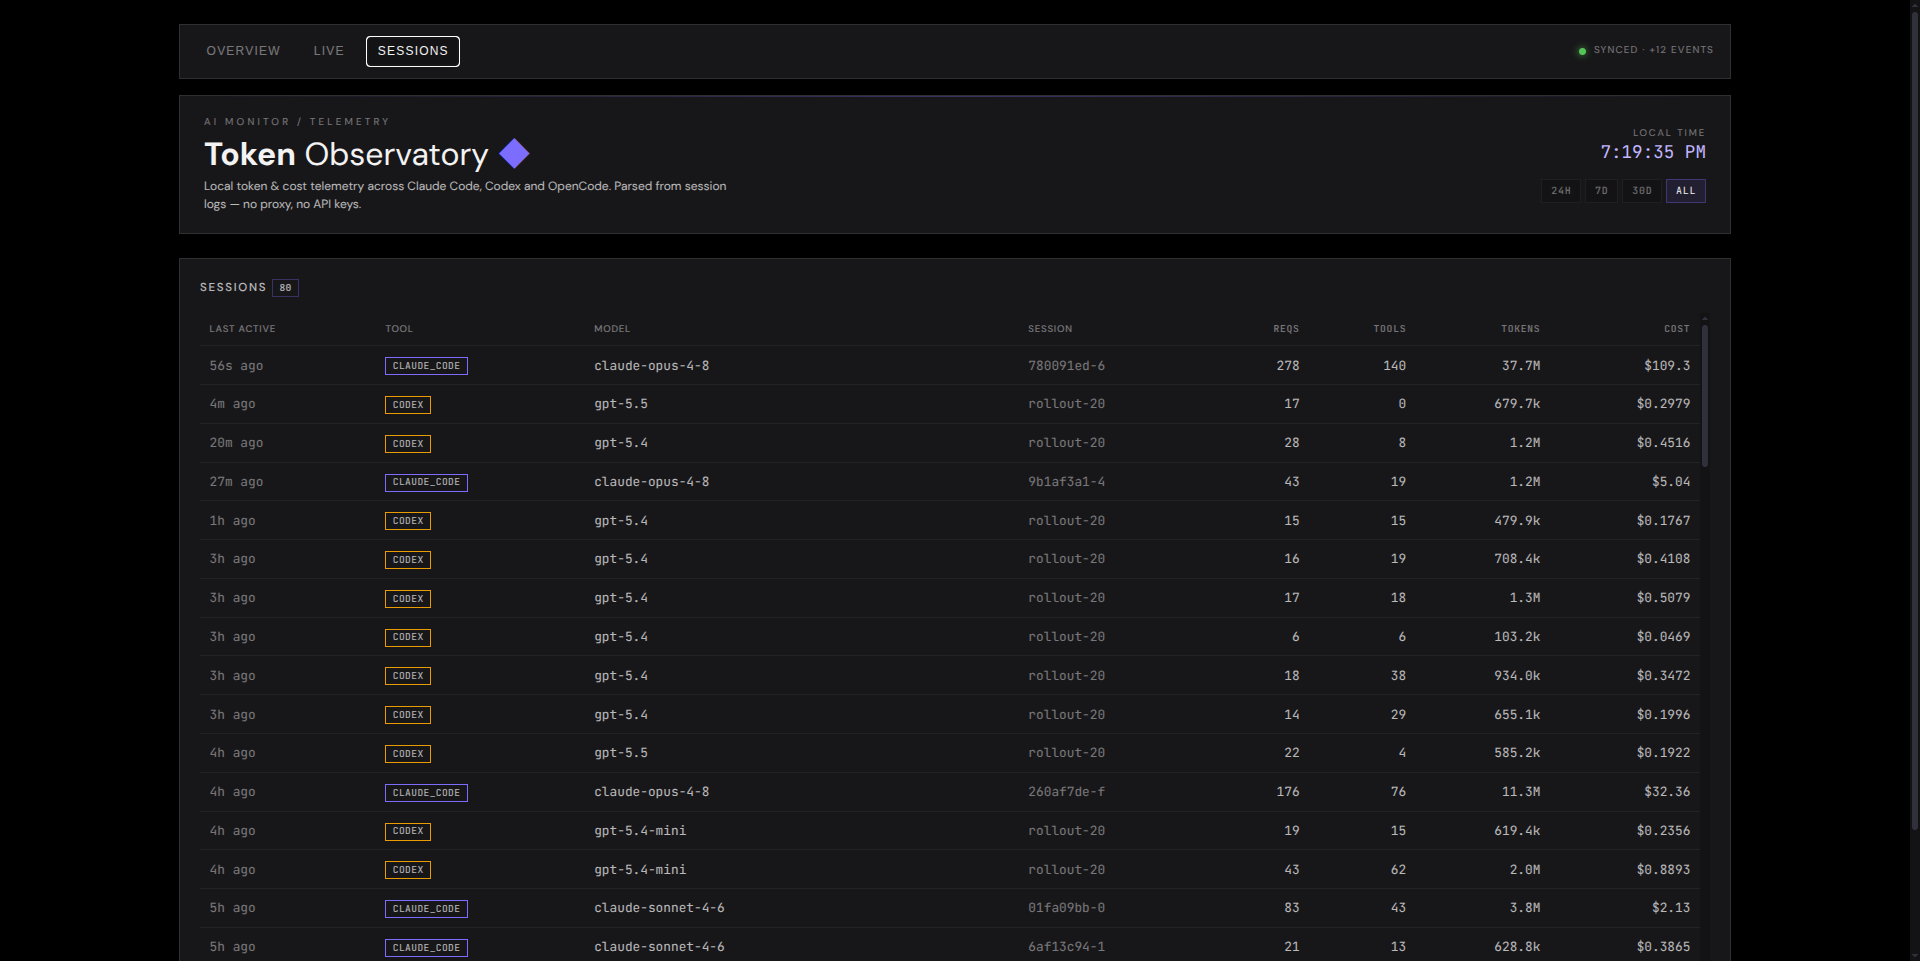 OVERVIEW LIVE SESSIONS SYNCED · +12 EVENTS
AI MONITOR / TELEMETRY
Token Observatory
Local token & cost telemetry across Claude Code, Codex and OpenCode. Parsed from session
logs — no proxy, no API keys.
LOCAL TIME
7:19:35 PM
24H 7D 30D ALL
SESSIONS 80
LAST ACTIVE TOOL MODEL SESSION REQS TOOLS TOKENS COST
56s ago CLAUDE_CODE claude-opus-4-8 780091ed-6 278 140 37.7M $109.3
4m ago CODEX gpt-5.5 rollout-20 17 0 679.7k $0.2979
20m ago CODEX gpt-5.4 rollout-20 28 8 1.2M $0.4516
27m ago CLAUDE_CODE claude-opus-4-8 9b1af3a1-4 43 19 1.2M $5.04
1h ago CODEX gpt-5.4 rollout-20 15 15 479.9k $0.1767
3h ago CODEX gpt-5.4 rollout-20 16 19 708.4k $0.4108
3h ago CODEX gpt-5.4 rollout-20 17 18 1.3M $0.5079
3h ago CODEX gpt-5.4 rollout-20 6 6 103.2k $0.0469
3h ago CODEX gpt-5.4 rollout-20 18 38 934.0k $0.3472
3h ago CODEX gpt-5.4 rollout-20 14 29 655.1k $0.1996
4h ago CODEX gpt-5.5 rollout-20 22 4 585.2k $0.1922
4h ago CLAUDE_CODE claude-opus-4-8 260af7de-f 176 76 11.3M $32.36
4h ago CODEX gpt-5.4-mini rollout-20 19 15 619.4k $0.2356
4h ago CODEX gpt-5.4-mini rollout-20 43 62 2.0M $0.8893
5h ago CLAUDE_CODE claude-sonnet-4-6 01fa09bb-0 83 43 3.8M $2.13
5h ago CLAUDE_CODE claude-sonnet-4-6 6af13c94-1 21 13 628.8k $0.3865